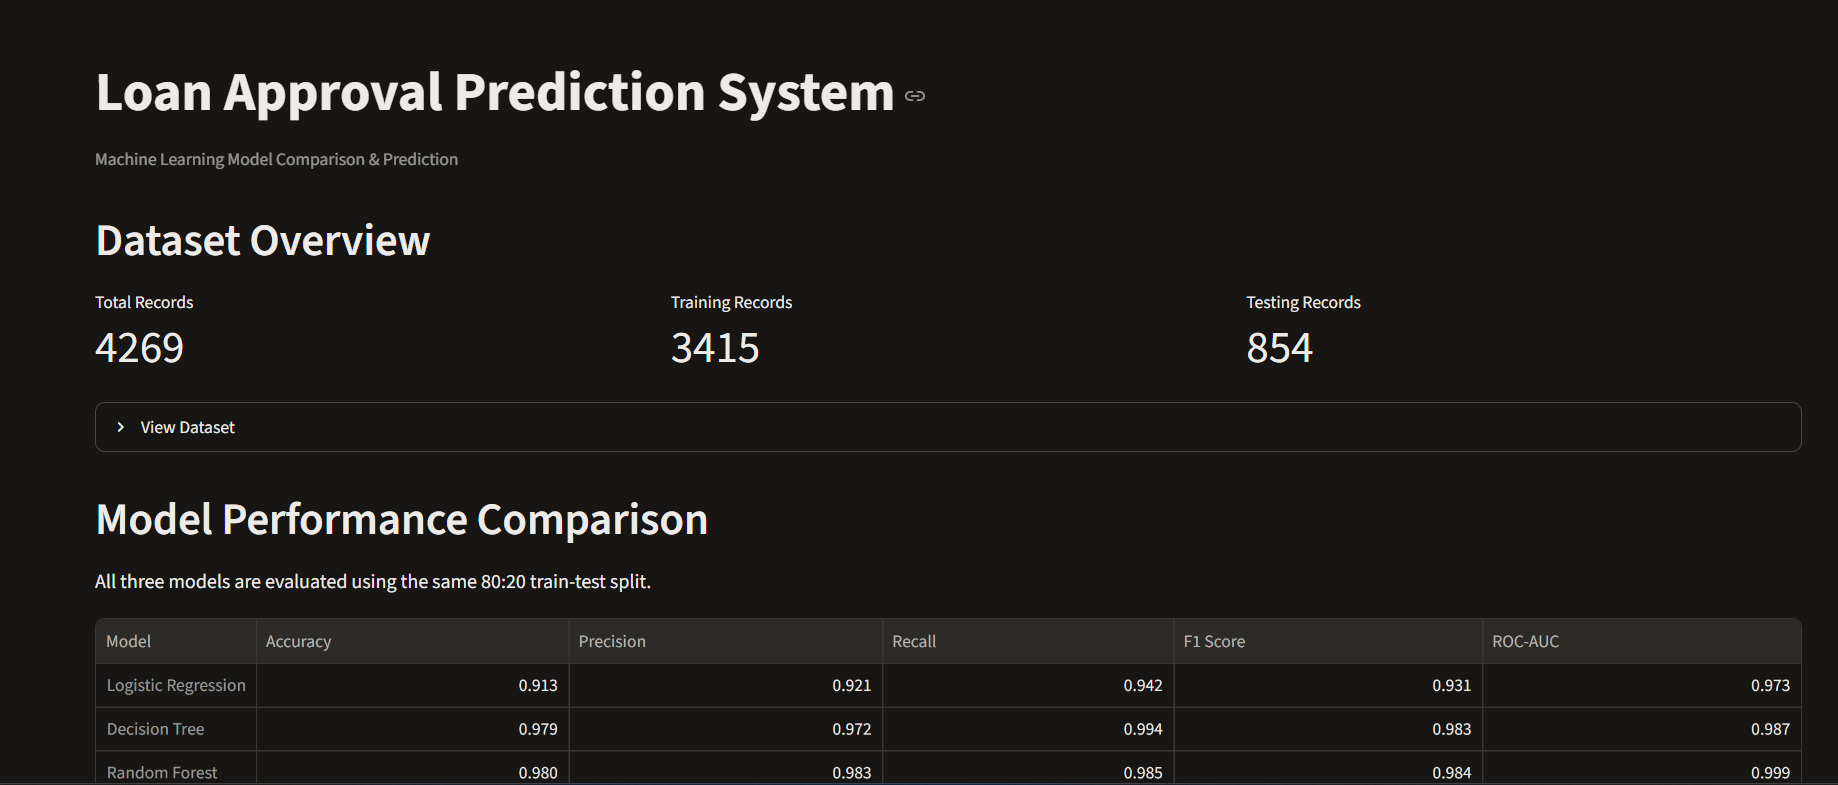 Loan Approval Prediction System
Machine Learning Model Comparison & Prediction
Dataset Overview
Total Records Training Records Testing Records
4269 3415 854
View Dataset
Model Performance Comparison
All three models are evaluated using the same 80:20 train-test split.
Model Accuracy Precision Recall F1 Score ROC-AUC
Logistic Regression 0.913 0.921 0.942 0.931 0.973
Decision Tree 0.979 0.972 0.994 0.983 0.987
Random Forest 0.980 0.983 0.985 0.984 0.999